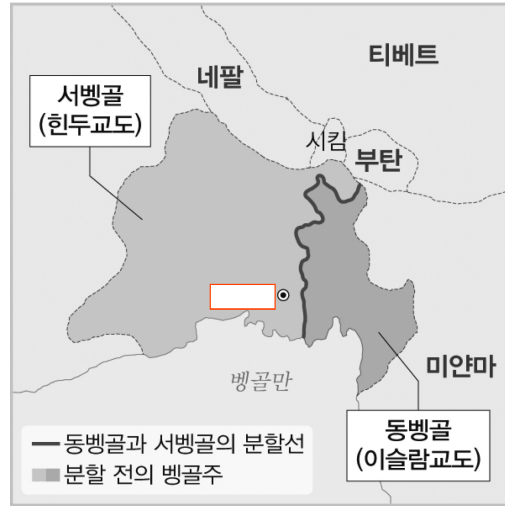 티베트
네팔
서벵골
(힌두교도)
시킴
부탄
벵골만
미얀마
동벵골
(이슬람교도)
동벵골과 서벵골의 분할선
분할 전의 벵골주